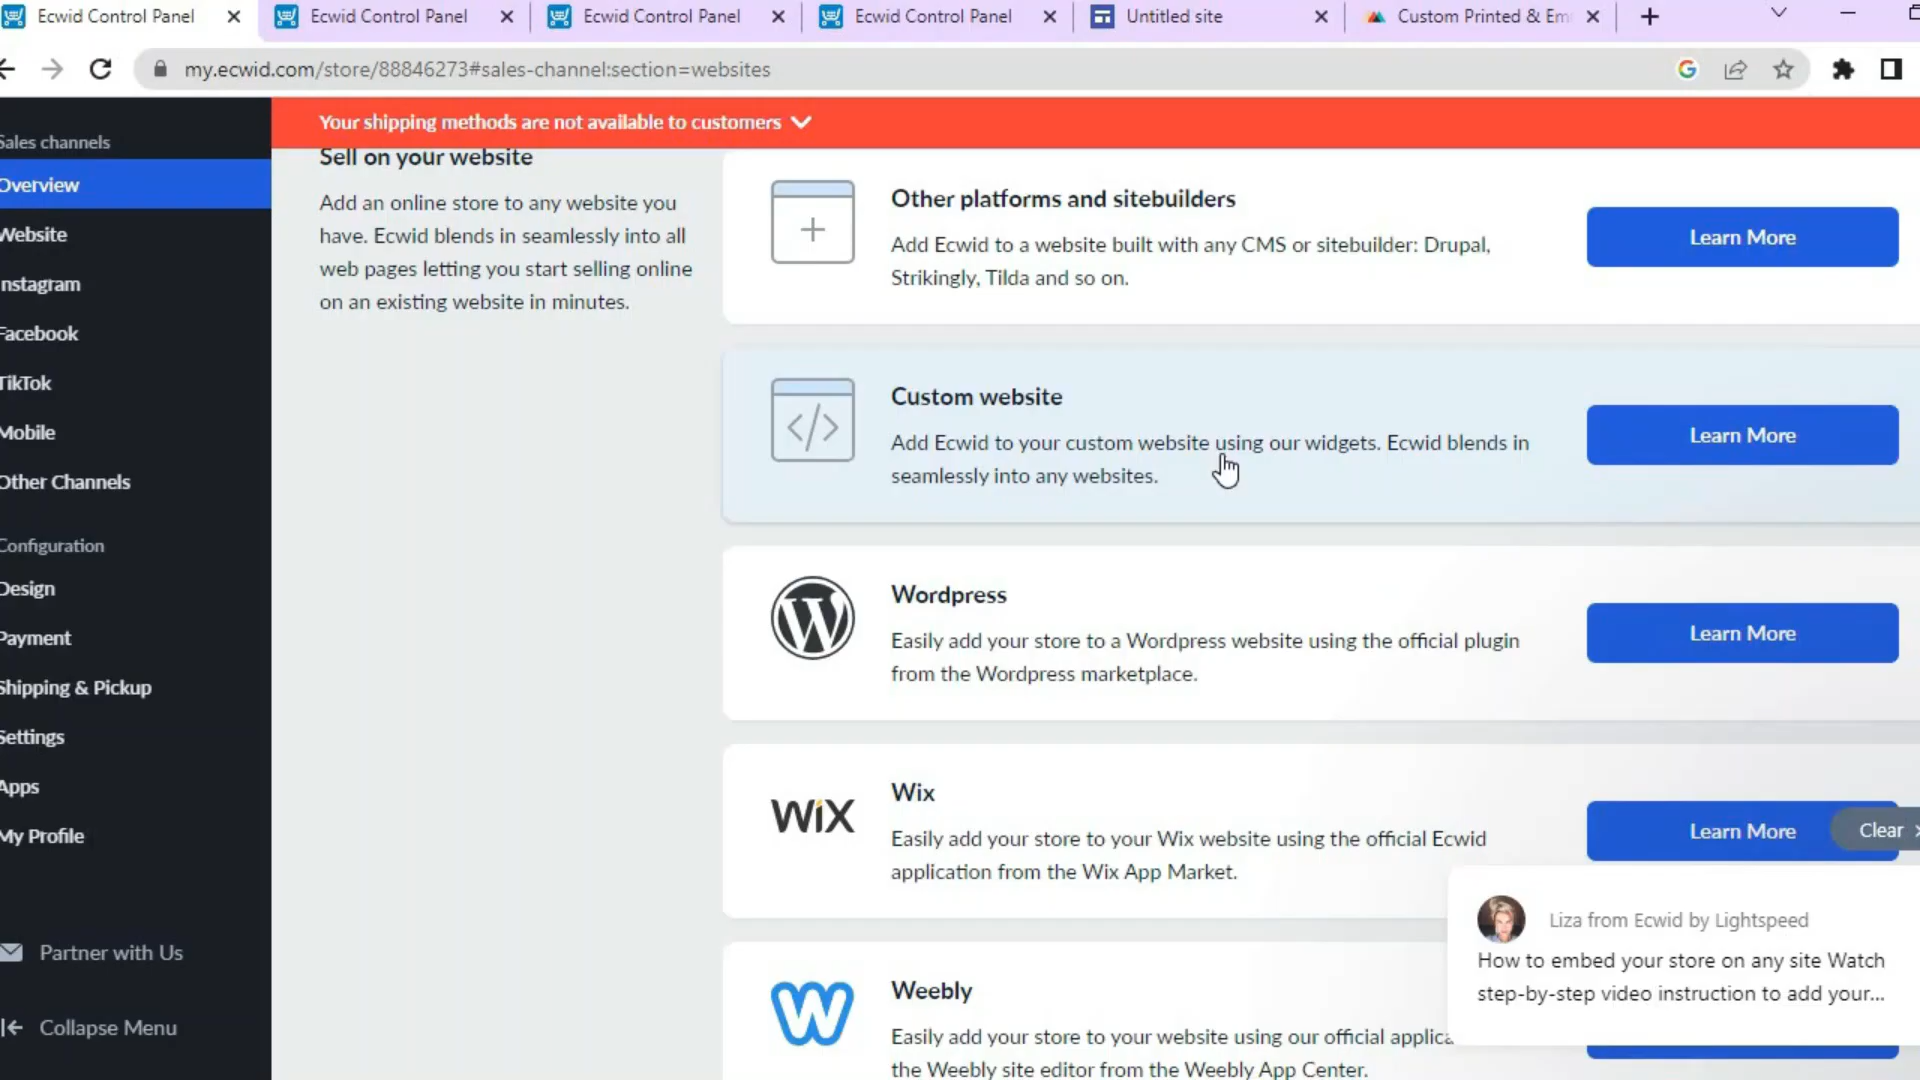 Ecwid Control Panel
Ecwid Control Panel
Ecwid Control Panel
Ecwid Control Panel
Untitled site
Custom Printed & Em
my.ecwid.com/store/88846273#sales-channel:section=websites
Your shipping methods are not available to customers
Sales channels
Overview
Website
Instagram
Facebook
TikTok
Mobile
Other Channels
Configuration
Design
Payment
Shipping & Pickup
Settings
Apps
My Profile
Partner with Us
Collapse Menu
Sell on your website
Add an online store to any website you
have. Ecwid blends in seamlessly into all
web pages letting you start selling online
on an existing website in minutes.
Other platforms and sitebuilders
Add Ecwid to a website built with any CMS or sitebuilder: Drupal,
Strikingly, Tilda and so on.
Learn More
Custom website
Add Ecwid to your custom website using our widgets. Ecwid blends in
seamlessly into any websites.
Learn More
Wordpress
Easily add your store to a Wordpress website using the official plugin
from the Wordpress marketplace.
Learn More
WiX
Wix
Easily add your store to your Wix website using the official Ecwid
application from the Wix App Market.
Learn More
Clear
Weebly
Easily add your store to your website using our official applica
the Weebly site editor from the Weebly App Center.
Liza from Ecwid by Lightspeed
How to embed your store on any site Watch
step-by-step video instruction to add your...